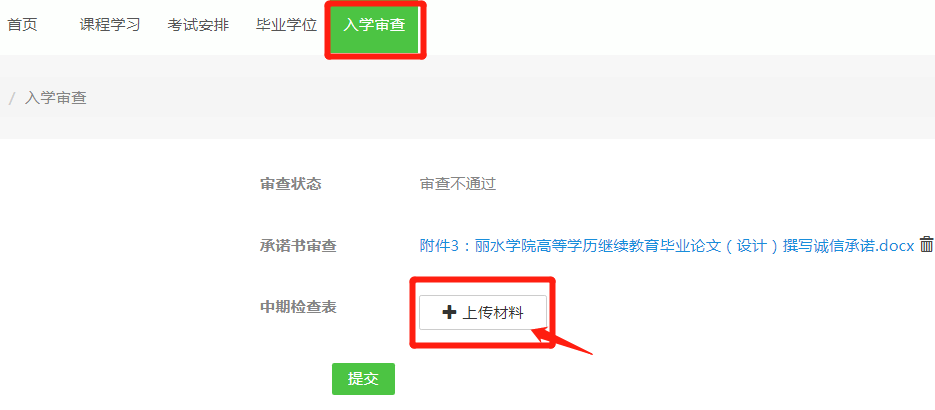 首页 课程学习 考试安排 毕业学位 入学审查
/ 入学审查
审查状态 审查不通过
承诺书审查 附件3：丽水学院高等学历继续教育毕业论文（设计）撰写诚信承诺.docx
中期检查表 + 上传材料
提交